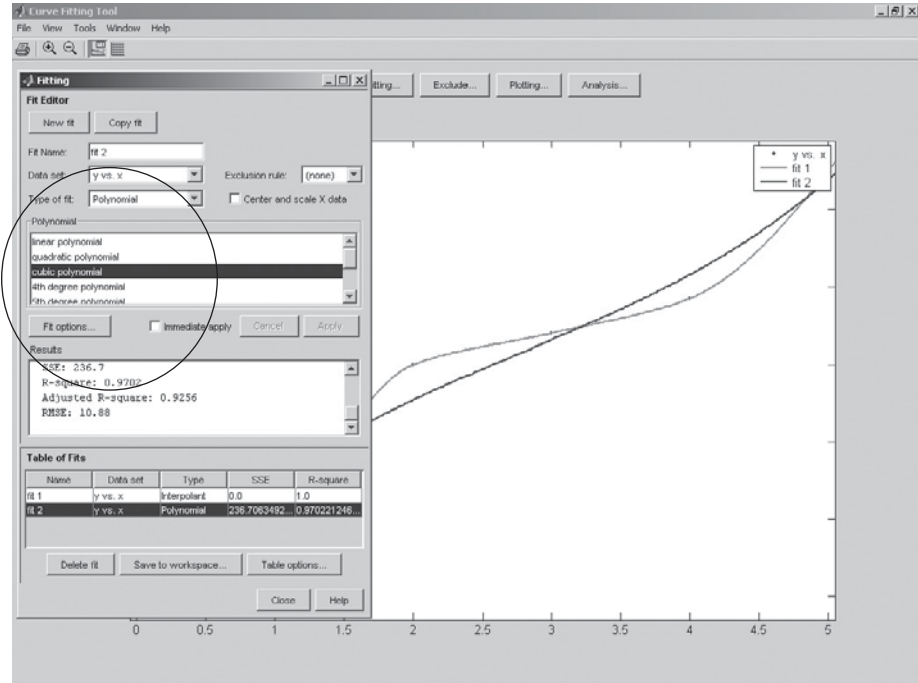 Curve Fitting Tool
File View Tools Window Help
Fitting
itting... Exclude... Plotting... Analysis...
Fit Editor
New fit Copy fit
Fit Name: fit 2
Data set: y vs. x Exclusion rule: (none)
Type of fit: Polynomial Center and scale X data
Polynomial
linear polynomial
quadratic polynomial
cubic polynomial
4th degree polynomial
5th degree polynomial
Fit options... Immediate apply Cancel Apply
Results
SSE: 236.7
R-square: 0.9702
Adjusted R-square: 0.9256
RMSE: 10.88
Table of Fits
Name Data set Type SSE R-square
fit 1 y vs. x Interpolant 0.0 1.0
fit 2 y vs. x Polynomial 236.7063492... 0.970221246...
Delete fit Save to workspace... Table options...
Close Help
y vs. x
fit 1
fit 2
0 0.5 1 1.5 2 2.5 3 3.5 4 4.5 5